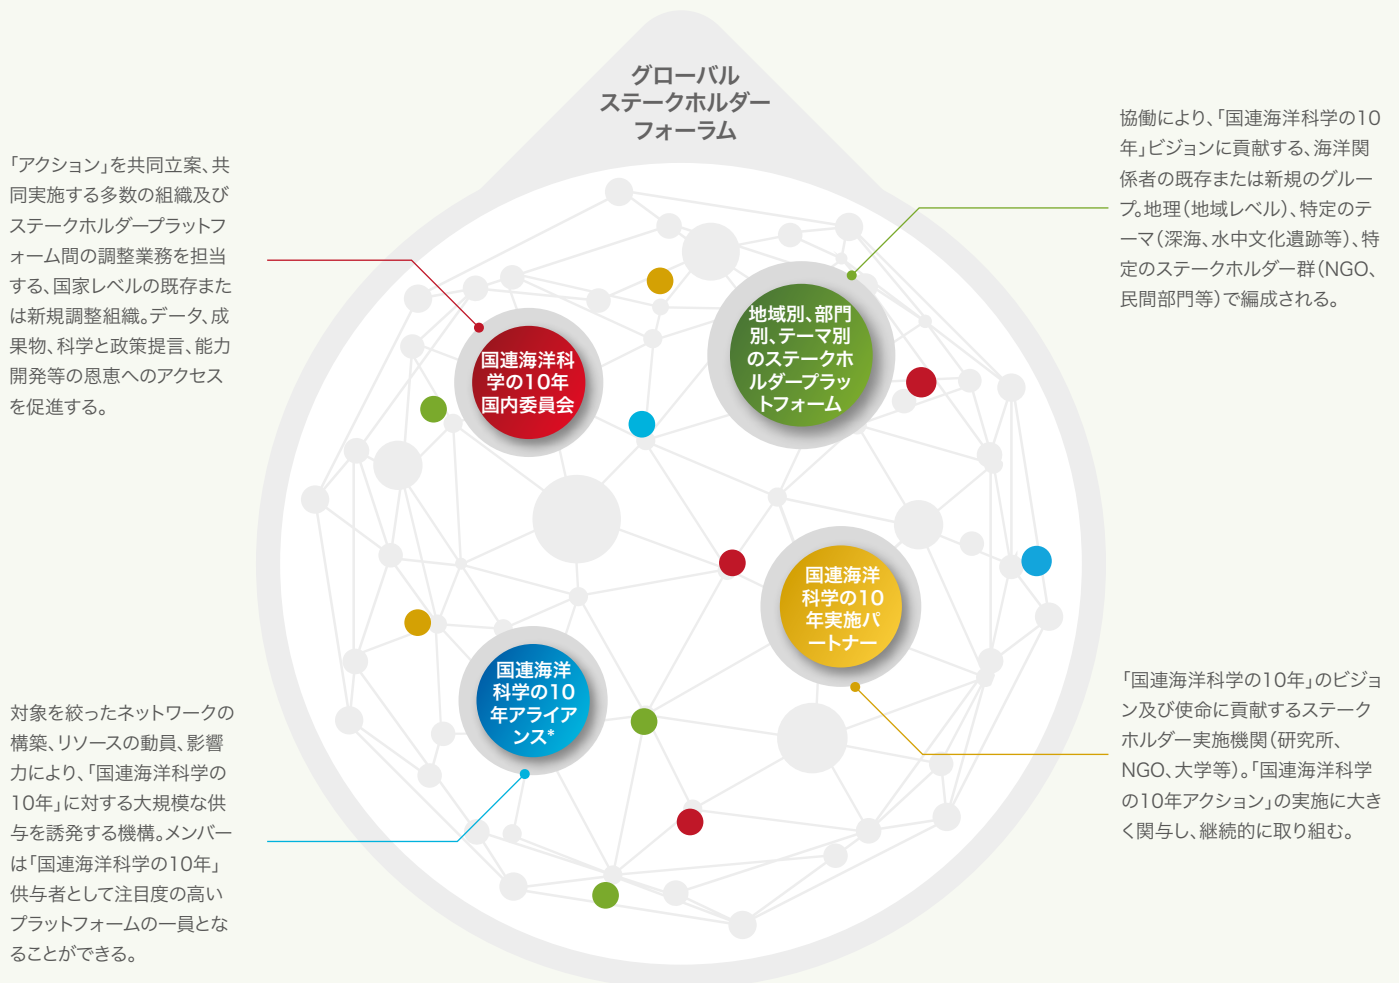 グローバル
ステークホルダー
フォーラム
「アクション」を共同立案、共
同実施する多数の組織及び
ステークホルダープラットフ
ォーム間の調整業務を担当
する、国家レベルの既存また
は新規調整組織。データ、成
果物、科学と政策提言、能力
開発等の恩恵へのアクセス
を促進する。
国連海洋科
学の10年
国内委員会
地域別、部門
別、テーマ別
のステークホ
ルダープラッ
トフォーム
協働により、「国連海洋科学の10
年」ビジョンに貢献する、海洋関
係者の既存または新規のグルー
プ。地理（地域レベル）、特定のテ
ーマ（深海、水中文化遺跡等）、特
定のステークホルダー群（NGO、
民間部門等）で編成される。
対象を絞ったネットワークの
構築、リソースの動員、影響
力により、「国連海洋科学の
10年」に対する大規模な供
与を誘発する機構。メンバー
は「国連海洋科学の10年」
供与者として注目度の高い
プラットフォームの一員とな
ることができる。
国連海洋
科学の10
年アライア
ンス*
国連海洋
科学の10
年実施パ
ートナー
「国連海洋科学の10年」のビジョ
ン及び使命に貢献するステーク
ホルダー実施機関（研究所、
NGO、大学等）。「国連海洋科学
の10年アクション」の実施に大き
く関与し、継続的に取り組む。